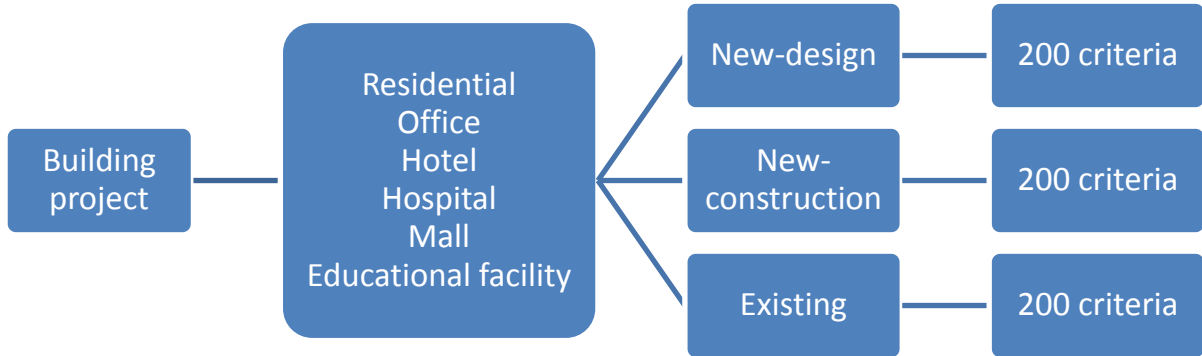 Building
project
Residential
Office
Hotel
Hospital
Mall
Educational facility
New-design
200 criteria
New-
construction
200 criteria
Existing
200 criteria